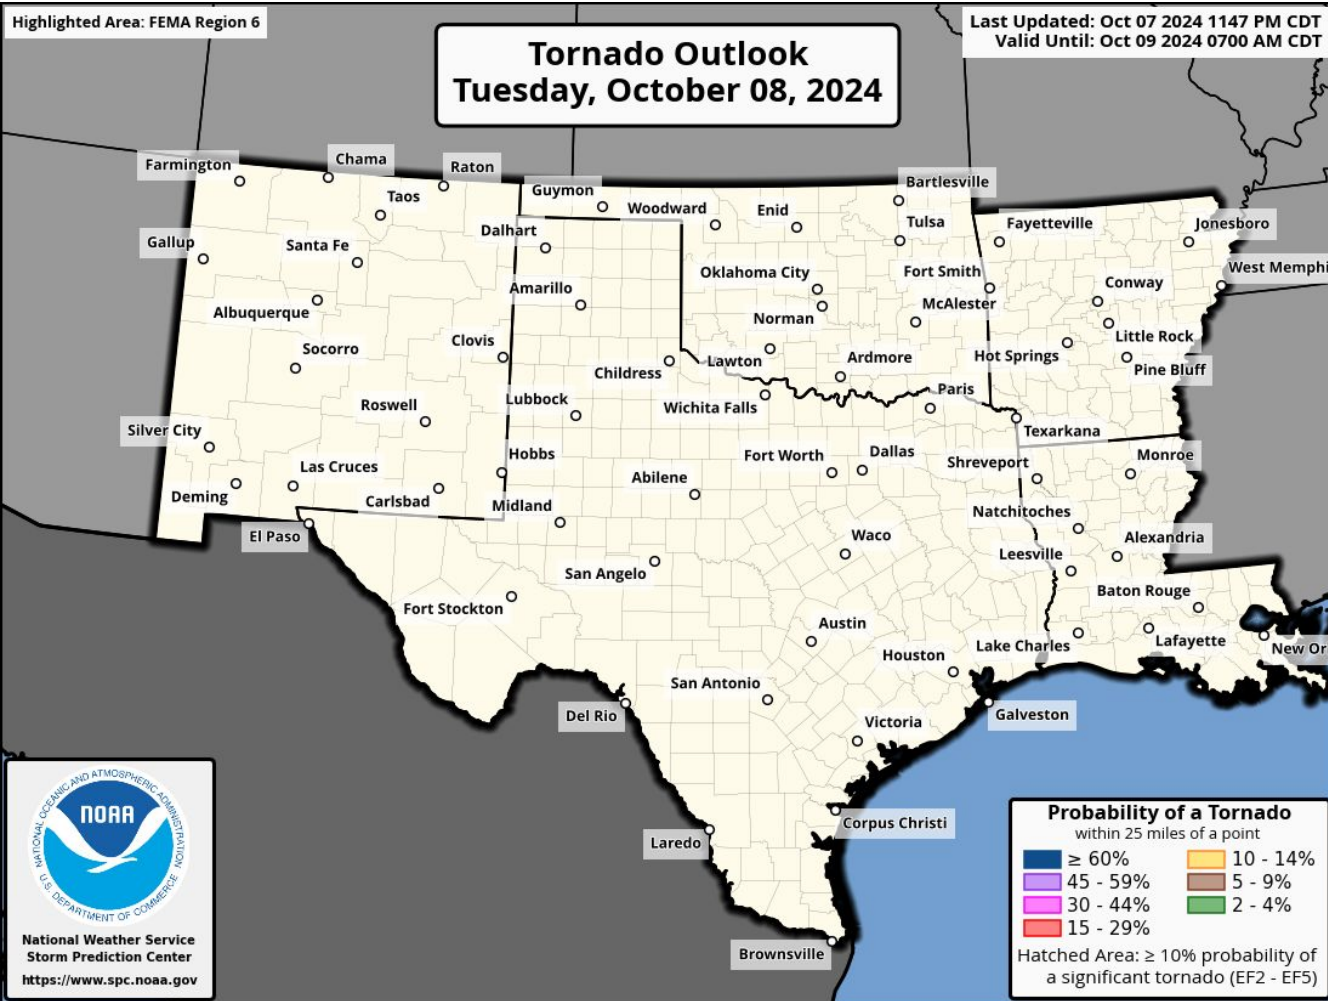 Highlighted Area: FEMA Region 6
Last Updated: Oct 07 2024 1147 PM CDT
Valid Until: Oct 09 2024 0700 AM CDT
Tornado Outlook
Tuesday, October 08, 2024
Farmington
Chama
Raton
Taos
Guymon
Woodward
Enid
Bartlesville
Tulsa
Fayetteville
Jonesboro
Gallup
Santa Fe
Dalhart
Oklahoma City
Fort Smith
West Memphi
Amarillo
Conway
Albuquerque
Norman
McAlester
Socorro
Clovis
Little Rock
Childress
Lawton
Ardmore
Hot Springs
Pine Bluff
Roswell
Lubbock
Wichita Falls
Paris
Silver City
Texarkana
Las Cruces
Hobbs
Abilene
Fort Worth
Dallas
Shreveport
Monroe
Deming
Carlsbad
Midland
Natchitoches
El Paso
Waco
Leesville
Alexandria
San Angelo
Baton Rouge
Fort Stockton
Austin
Lake Charles
Lafayette
New Or
Houston
San Antonio
Del Rio
Victoria
Galveston
Corpus Christi
Laredo
Brownsville
NATIONAL OCEANIC AND ATMOSPHERIC ADMINISTRATION
NOAA
U.S. DEPARTMENT OF COMMERCE
National Weather Service
Storm Prediction Center
https://www.spc.noaa.gov
Probability of a Tornado
within 25 miles of a point
≥ 60%
45 - 59%
30 - 44%
15 - 29%
10 - 14%
5 - 9%
2 - 4%
Hatched Area: ≥ 10% probability of
a significant tornado (EF2 - EF5)